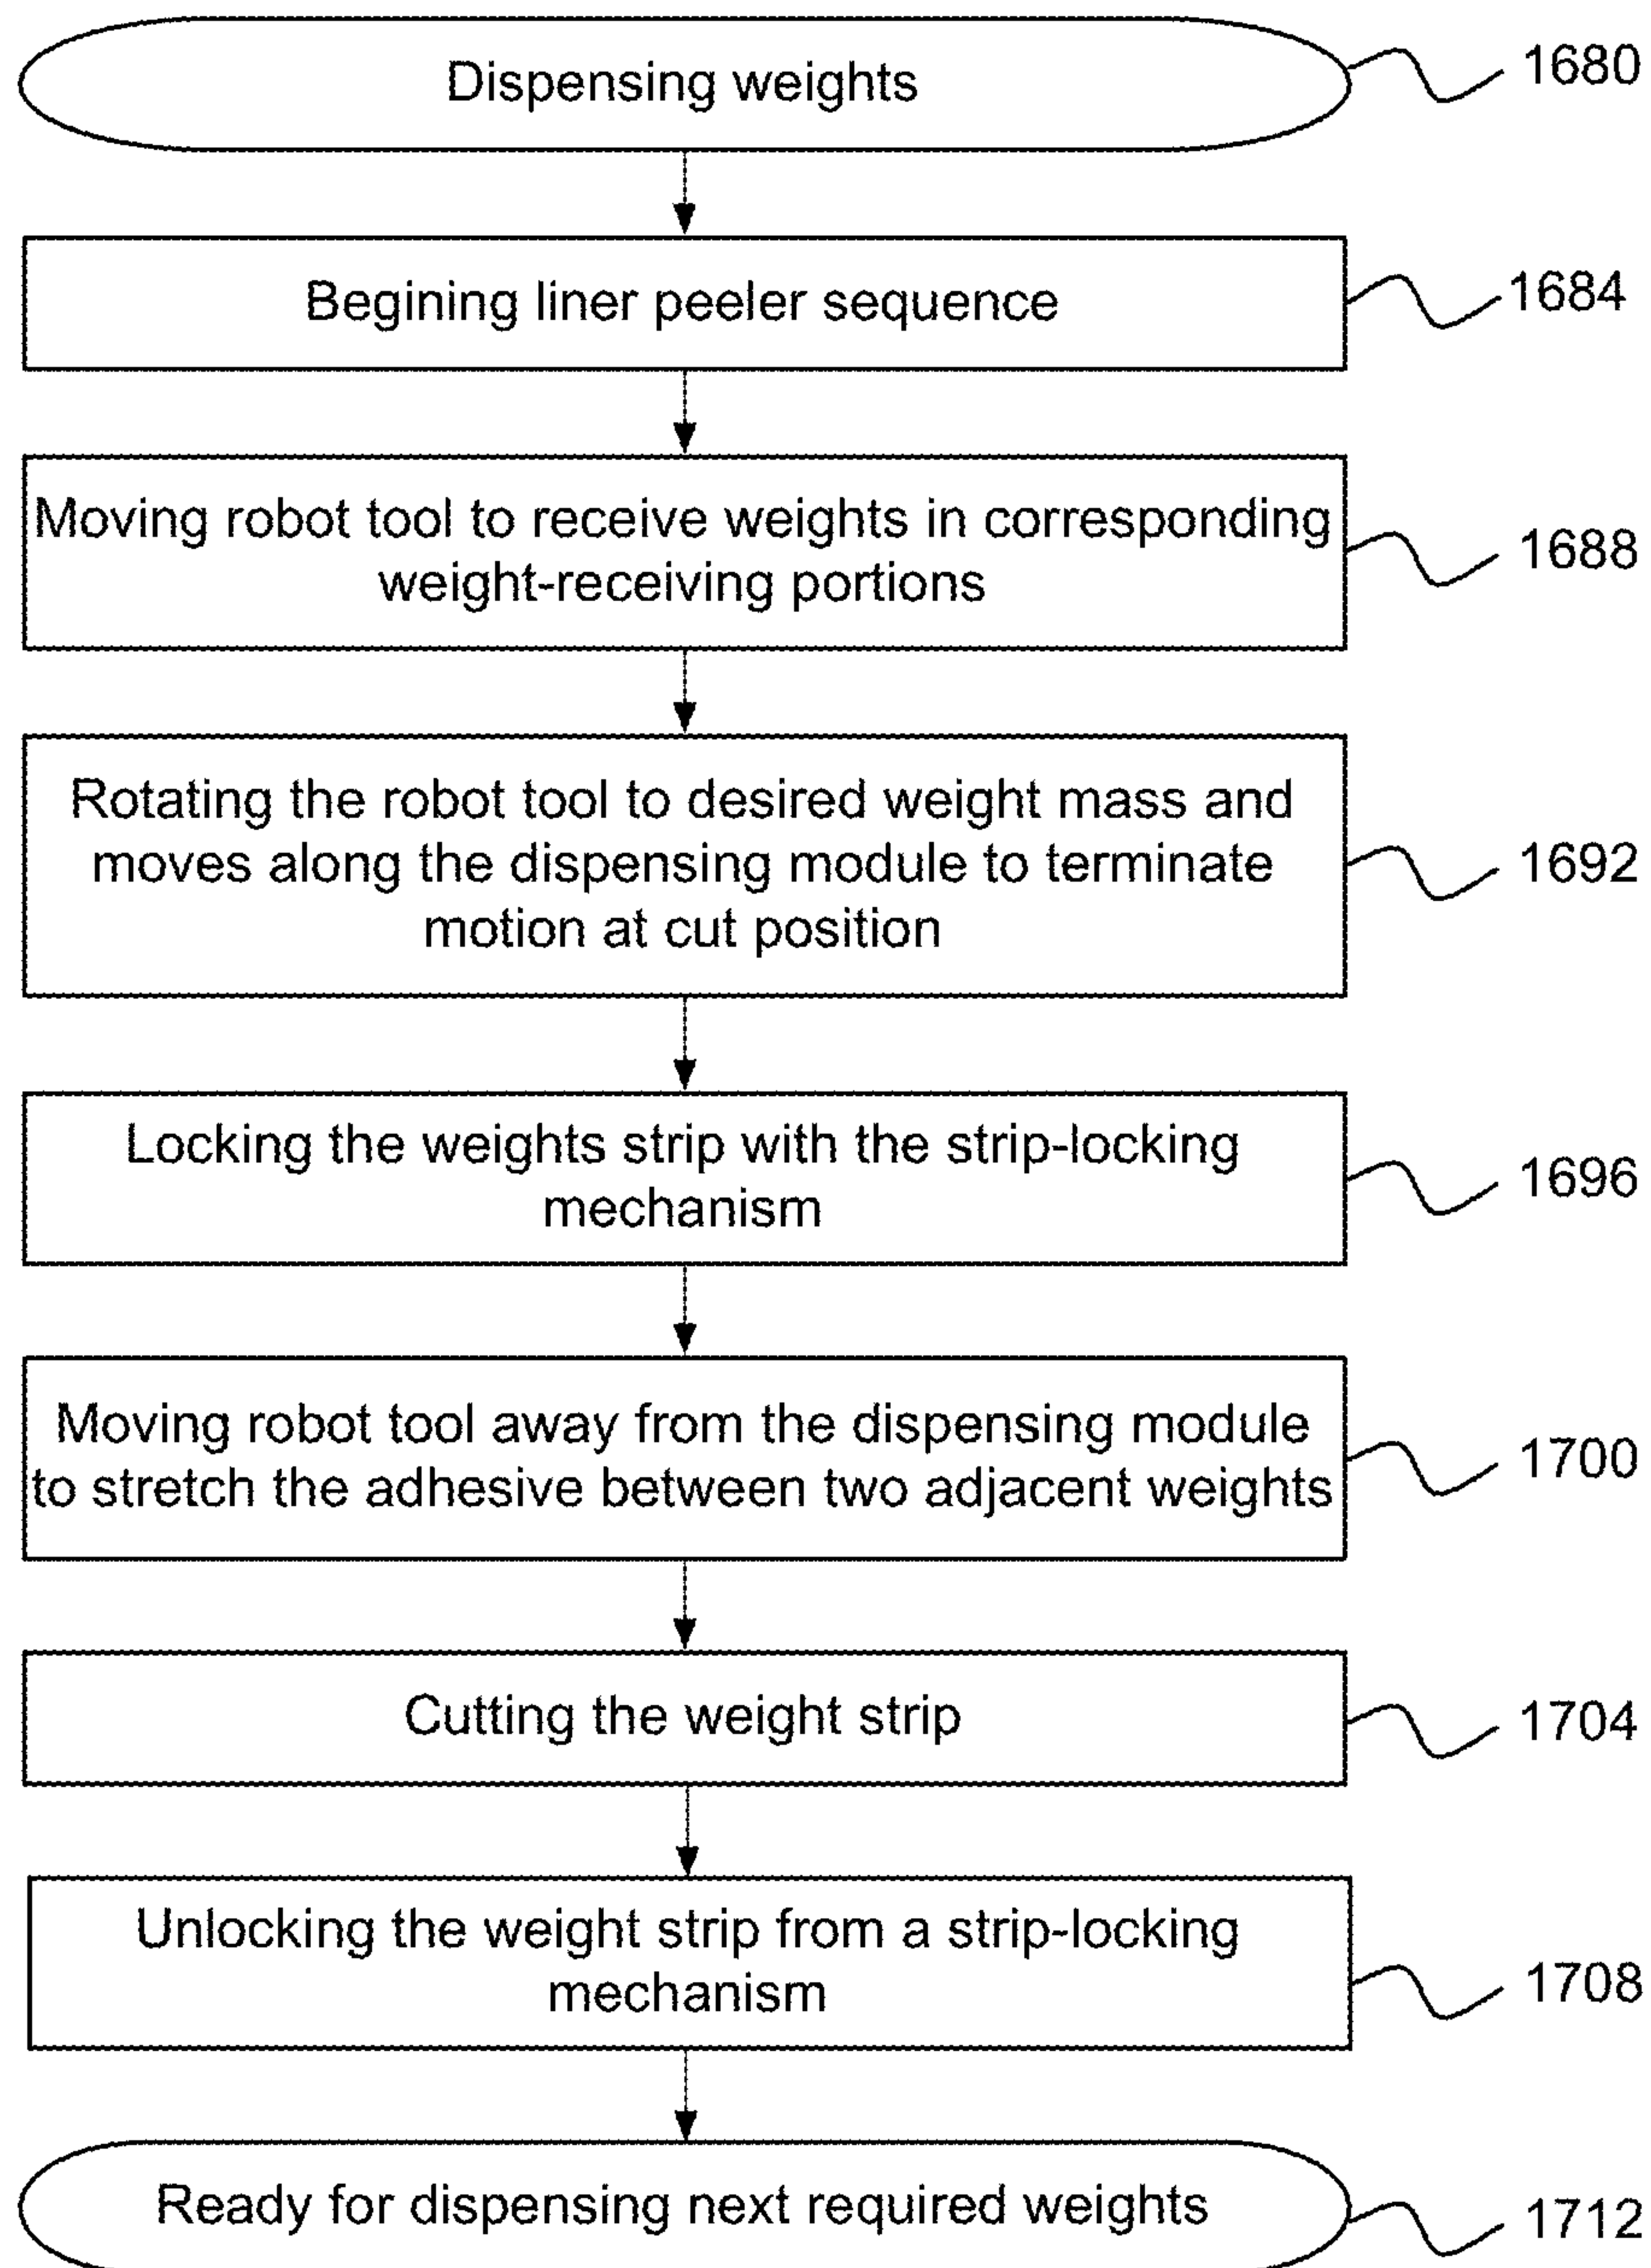 Dispensing weights
1680
Begining liner peeler sequence
1684
Moving robot tool to receive weights in corresponding
weight-receiving portions
1688
Rotating the robot tool to desired weight mass and
moves along the dispensing module to terminate
motion at cut position
1692
Locking the weights strip with the strip-locking
mechanism
1696
Moving robot tool away from the dispensing module
to stretch the adhesive between two adjacent weights
1700
Cutting the weight strip
1704
Unlocking the weight strip from a strip-locking
mechanism
1708
Ready for dispensing next required weights
1712